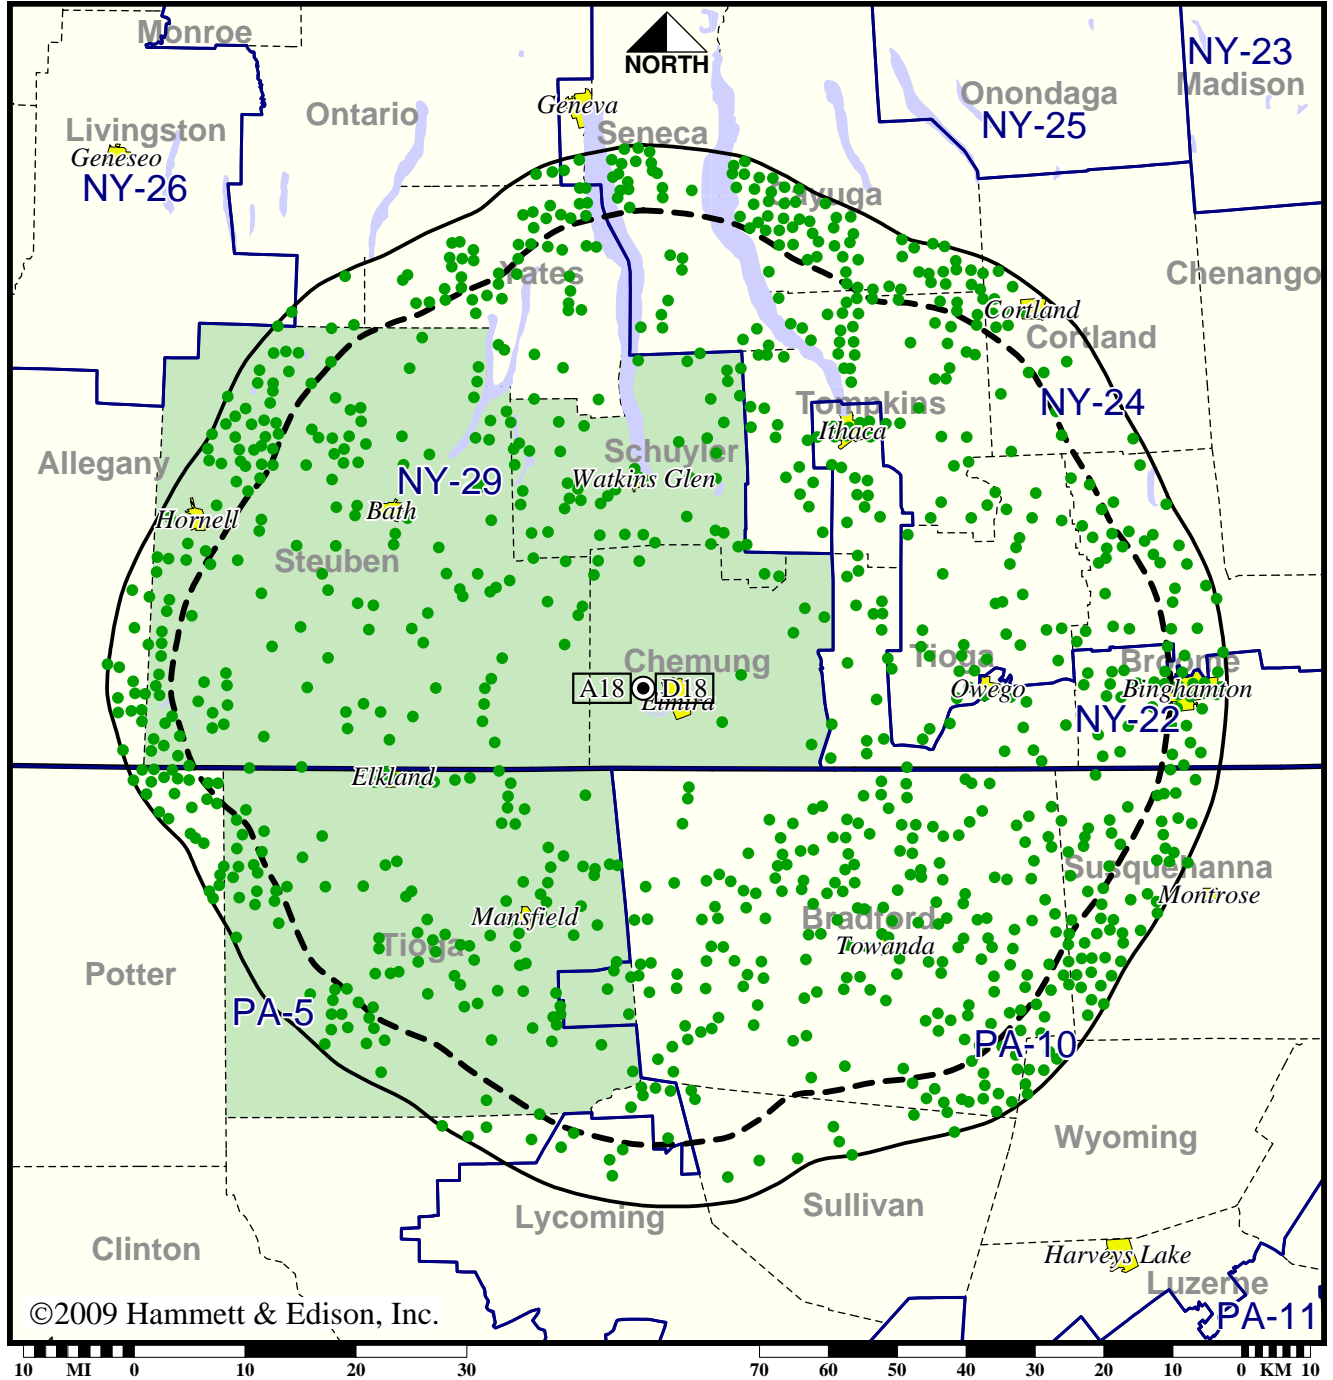 Monroe
NORTH
NY-23
Madison
Ontario
Geneva
Onondaga
NY-25
Livingston
Geneseo
NY-26
Seneca
Cayuga
Yates
Chenango
Cortland
Cortland
NY-24
Tompkins
Ithaca
Allegany
Schuyler
NY-29
Watkins Glen
Bath
Hornell
Steuben
Chemung
Tioga
Broome
A18
D18
Elmira
Owego
Binghamton
NY-22
Elkland
Susquehanna
Montrose
Mansfield
Bradford
Towanda
Tioga
Potter
PA-5
PA-10
Wyoming
Sullivan
Lycoming
Clinton
Harveys Lake
Luzerne
©2009 Hammett & Edison, Inc.
PA-11
10 MI 0 10 20 30 70 60 50 40 30 20 10 0 KM 10